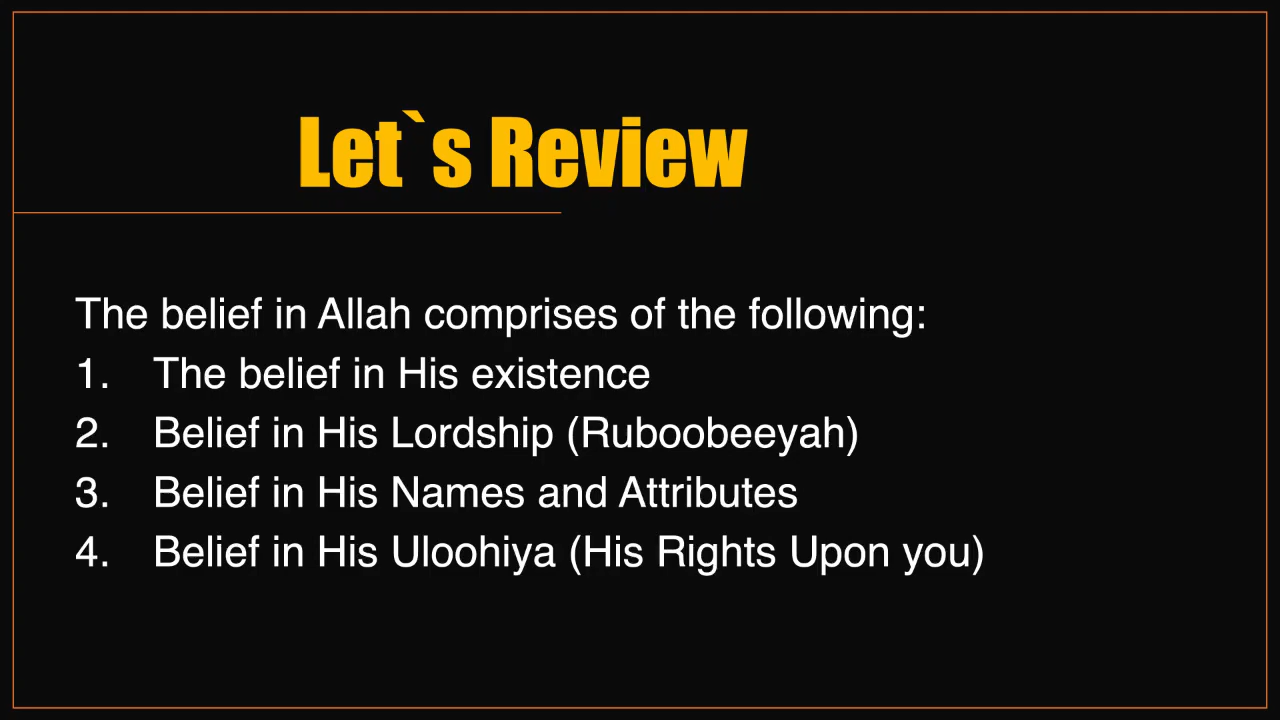 Let`s Review
The belief in Allah comprises of the following:
1. The belief in His existence
2. Belief in His Lordship (Ruboobeeyah)
3. Belief in His Names and Attributes
4. Belief in His Uloohiya (His Rights Upon you)